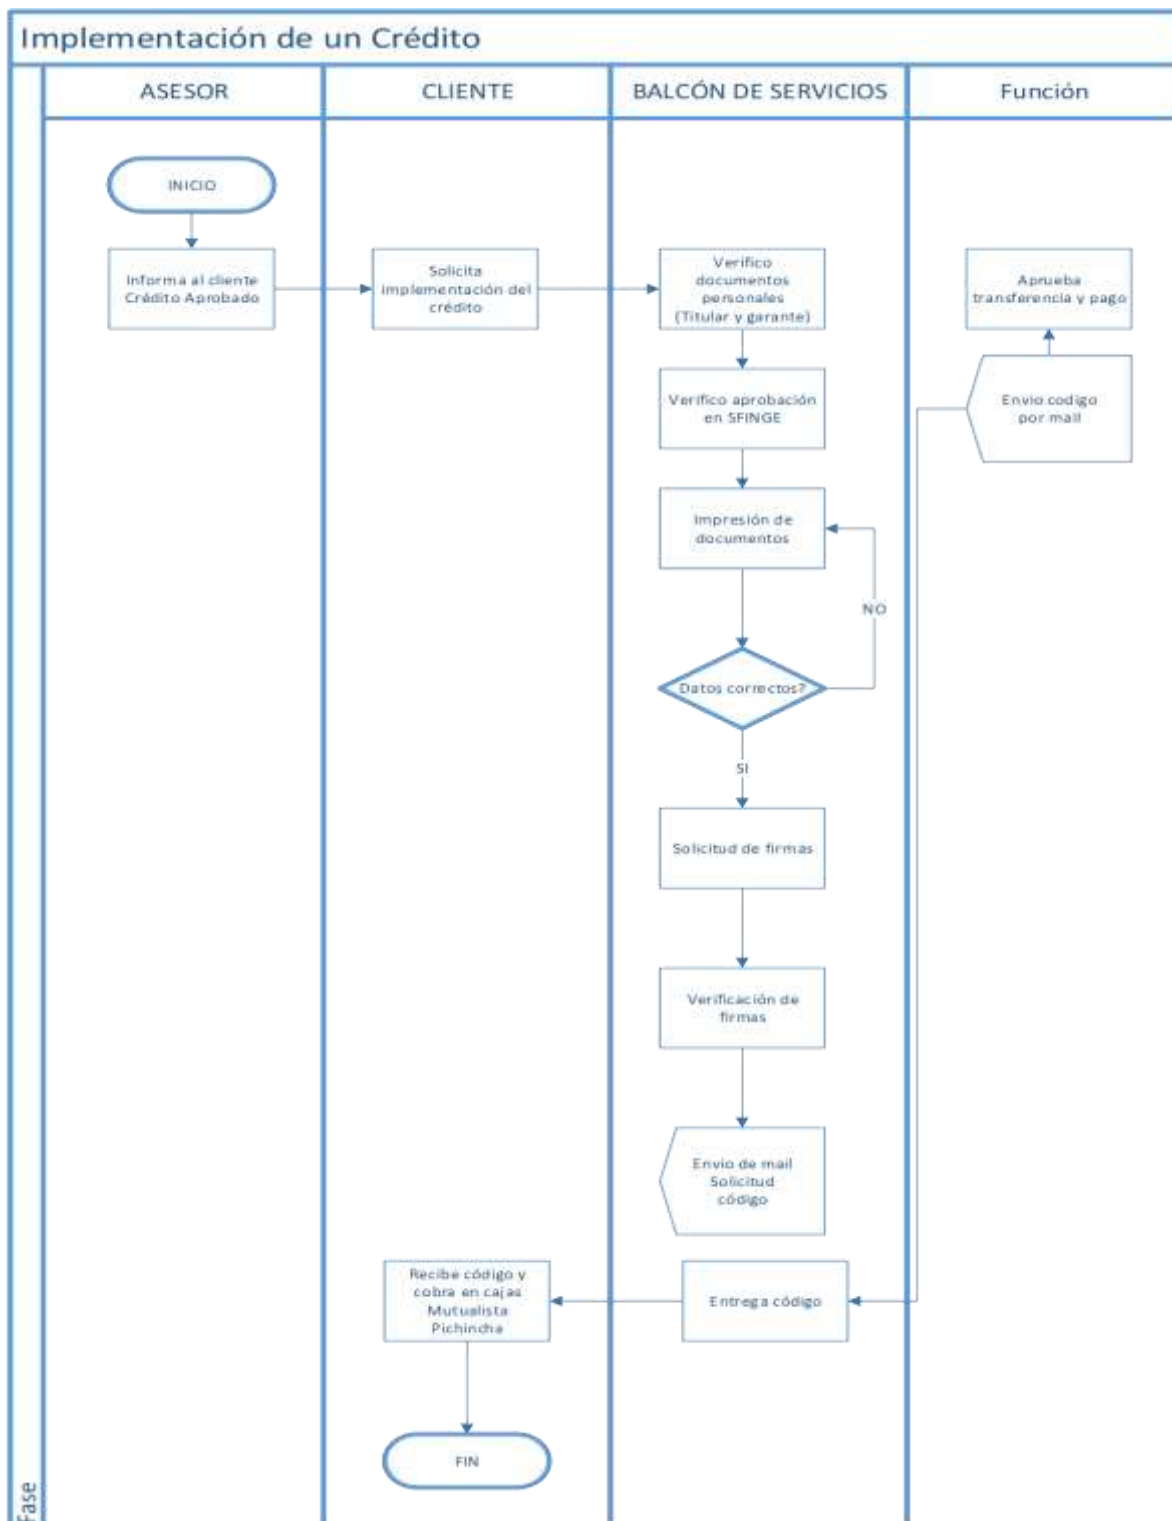 Implementación de un Crédito
ASESOR
CLIENTE
BALCÓN DE SERVICIOS
Función
INICIO
Informa al cliente
Crédito Aprobado
Solicita
implementación del
crédito
Verifico
documentos
personales
(Titular y garante)
Aprueba
transferencia y pago
Verifico aprobación
en SFINGE
Envio codigo
por mail
Impresión de
documentos
NO
Datos correctos?
SI
Solicitud de firmas
Verificación de
firmas
Envio de mail
Solicitud
código
Recibe código y
cobra en cajas
Mutualista
Pichincha
Entrega código
FIN
Fase